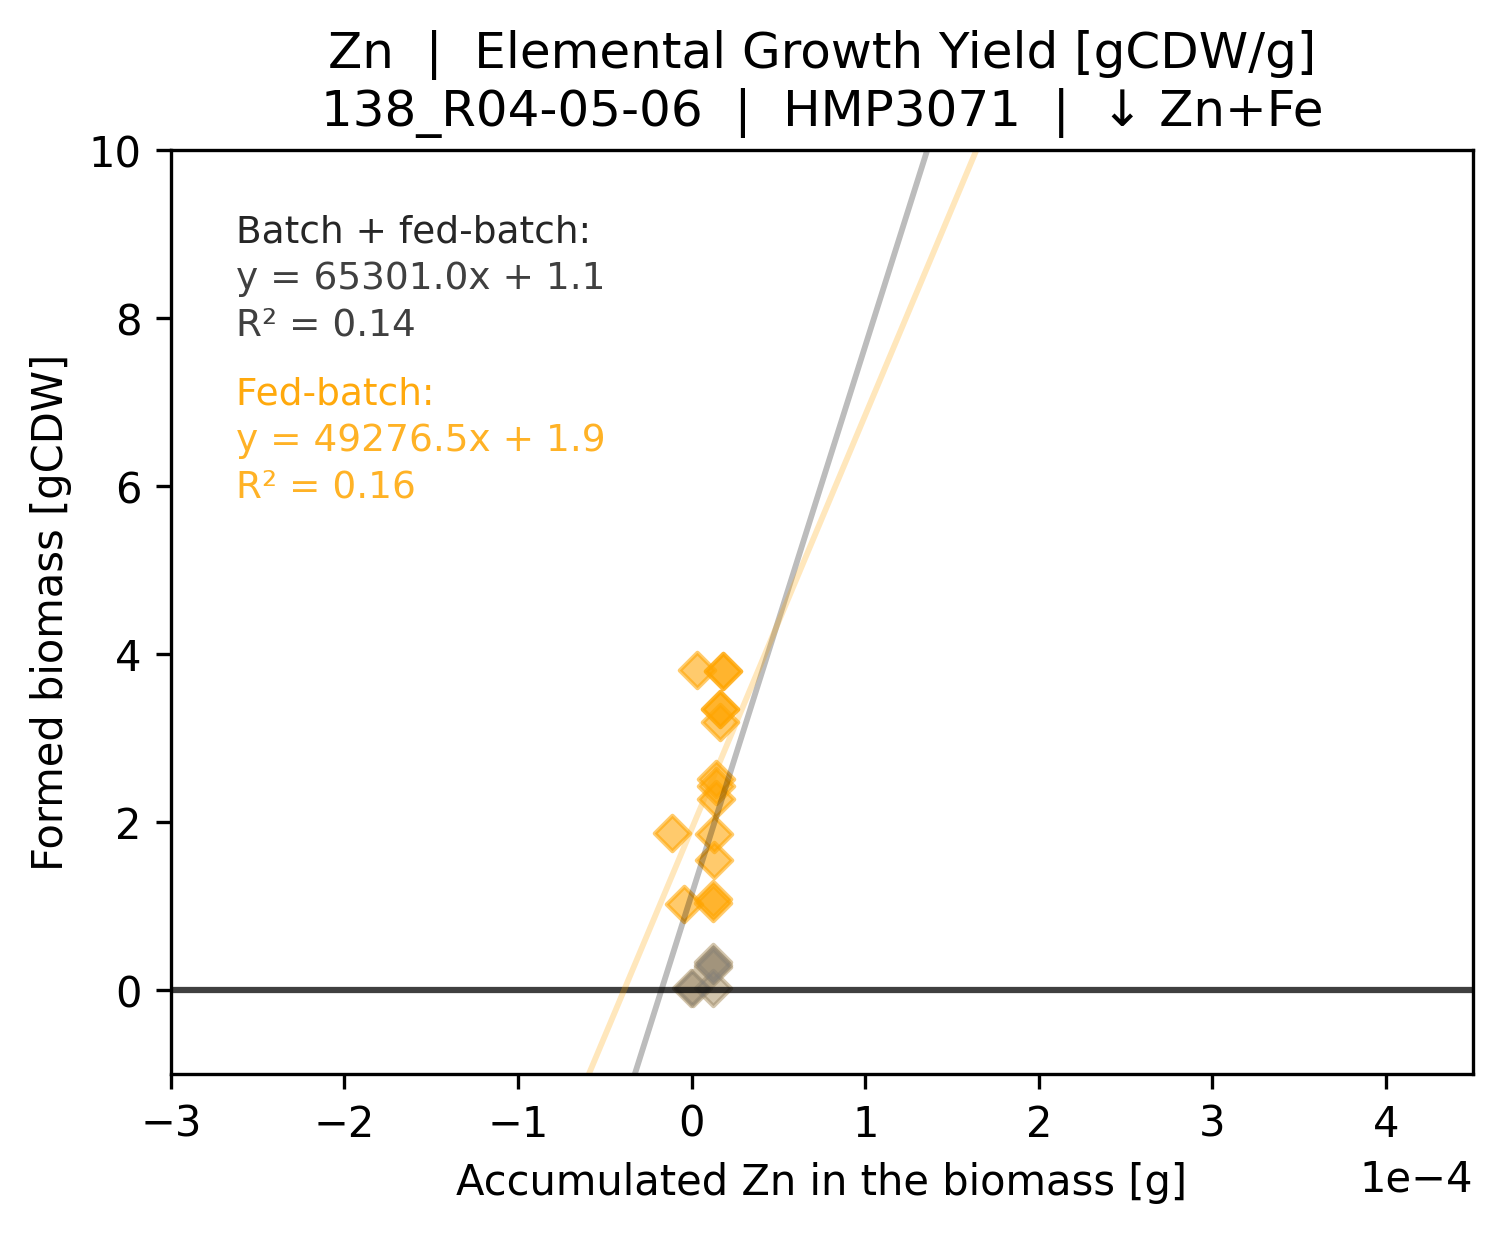 Zn  |  Elemental Growth Yield [gCDW/g]
138_R04-05-06  |  HMP3071  |  ↓ Zn+Fe
Batch + fed-batch:
y = 65301.0x + 1.1
R² = 0.14
Fed-batch:
y = 49276.5x + 1.9
R² = 0.16
Formed biomass [gCDW]
10
8
6
4
2
0
−3
−2
−1
0
1
2
3
4
Accumulated Zn in the biomass [g]
1e−4